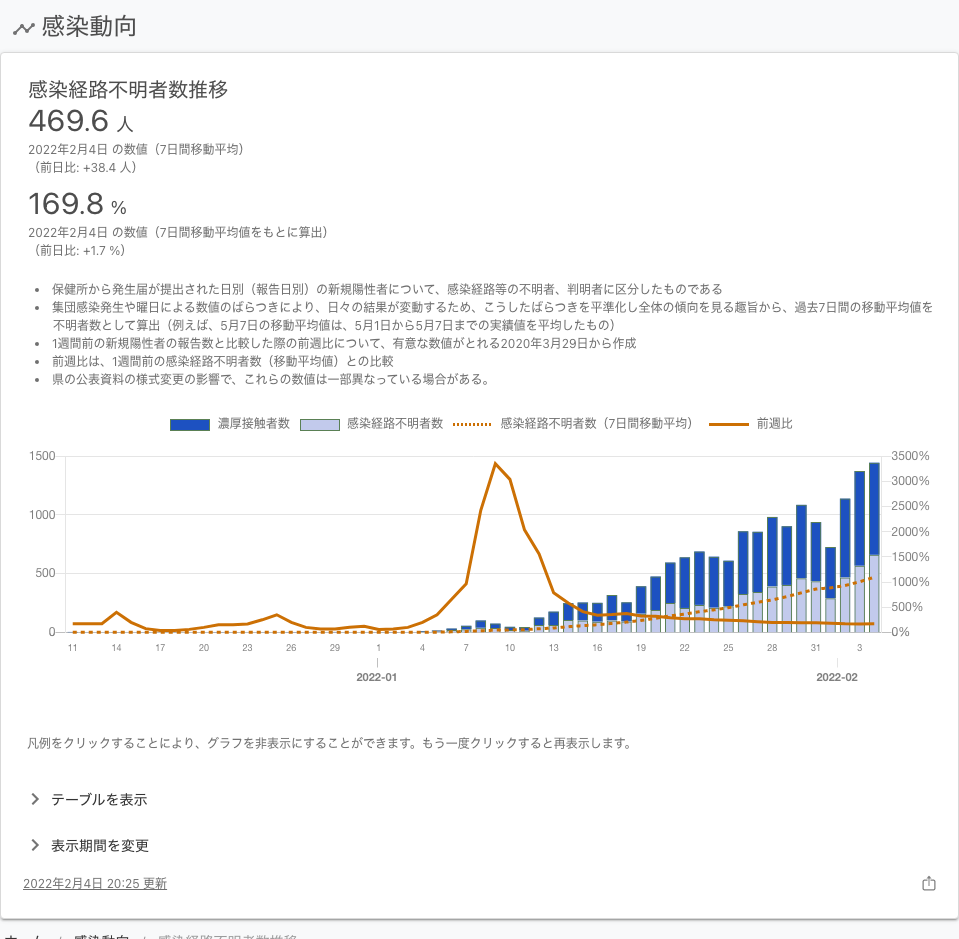 感染動向
感染経路不明者数推移
469.6 人
2022年2月4日 の数値（7日間移動平均）
（前日比: +38.4 人）
169.8 %
2022年2月4日 の数値（7日間移動平均値をもとに算出）
（前日比: +1.7 %）
• 保健所から発生届が提出された日別（報告日別）の新規陽性者について、感染経路等の不明者、判明者に区分したものである
• 集団感染発生や曜日による数値のばらつきにより、日々の結果が変動するため、こうしたばらつきを平準化し全体の傾向を見る趣旨から、過去7日間の移動平均値を
不明者数として算出（例えば、5月7日の移動平均値は、5月1日から5月7日までの実績値を平均したもの）
• 1週間前の新規陽性者の報告数と比較した際の前週比について、有意な数値がとれる2020年3月29日から作成
• 前週比は、1週間前の感染経路不明者数（移動平均値）との比較
• 県の公表資料の様式変更の影響で、これらの数値は一部異なっている場合がある。
濃厚接触者数 感染経路不明者数 感染経路不明者数（7日間移動平均） 前週比
1500 3500%
3000%
1000 2500%
2000%
1500%
500 1000%
500%
0 0%
11 14 17 20 23 26 29 1 4 7 10 13 16 19 22 25 28 31 3
2022-01 2022-02
凡例をクリックすることにより、グラフを非表示にすることができます。もう一度クリックすると再表示します。
テーブルを表示
表示期間を変更
2022年2月4日 20:25 更新
ホーム / 感染動向 / 感染経路不明者数推移